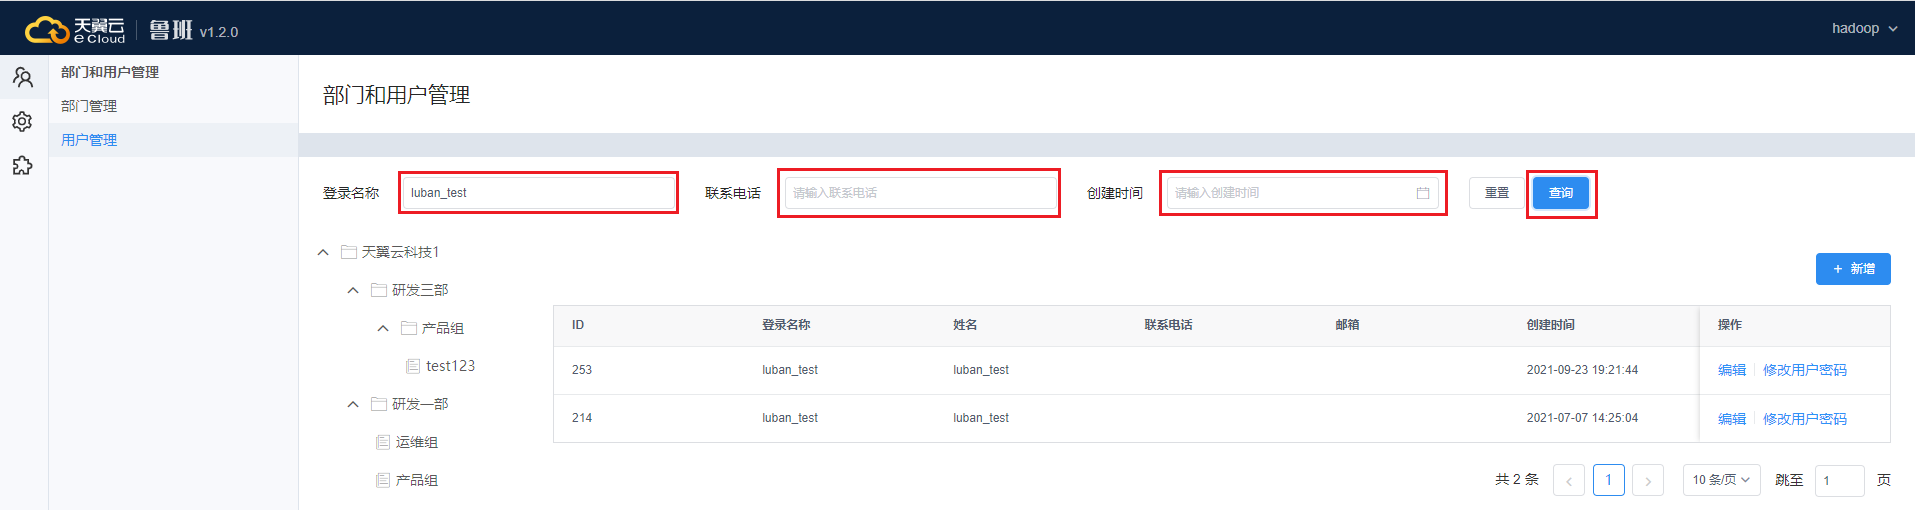 天翼云
e Cloud
鲁班 v1.2.0
hadoop
部门和用户管理
部门管理
用户管理
部门和用户管理
登录名称 luban_test 联系电话 请输入联系电话 创建时间 请输入创建时间 重置 查询
天翼云科技1
研发三部
产品组
test123
研发一部
运维组
产品组
+ 新增
ID 登录名称 姓名 联系电话 邮箱 创建时间 操作
253 luban_test luban_test 2021-09-23 19:21:44 编辑 修改用户密码
214 luban_test luban_test 2021-07-07 14:25:04 编辑 修改用户密码
共 2 条 < 1 > 10 条/页 跳至 1 页